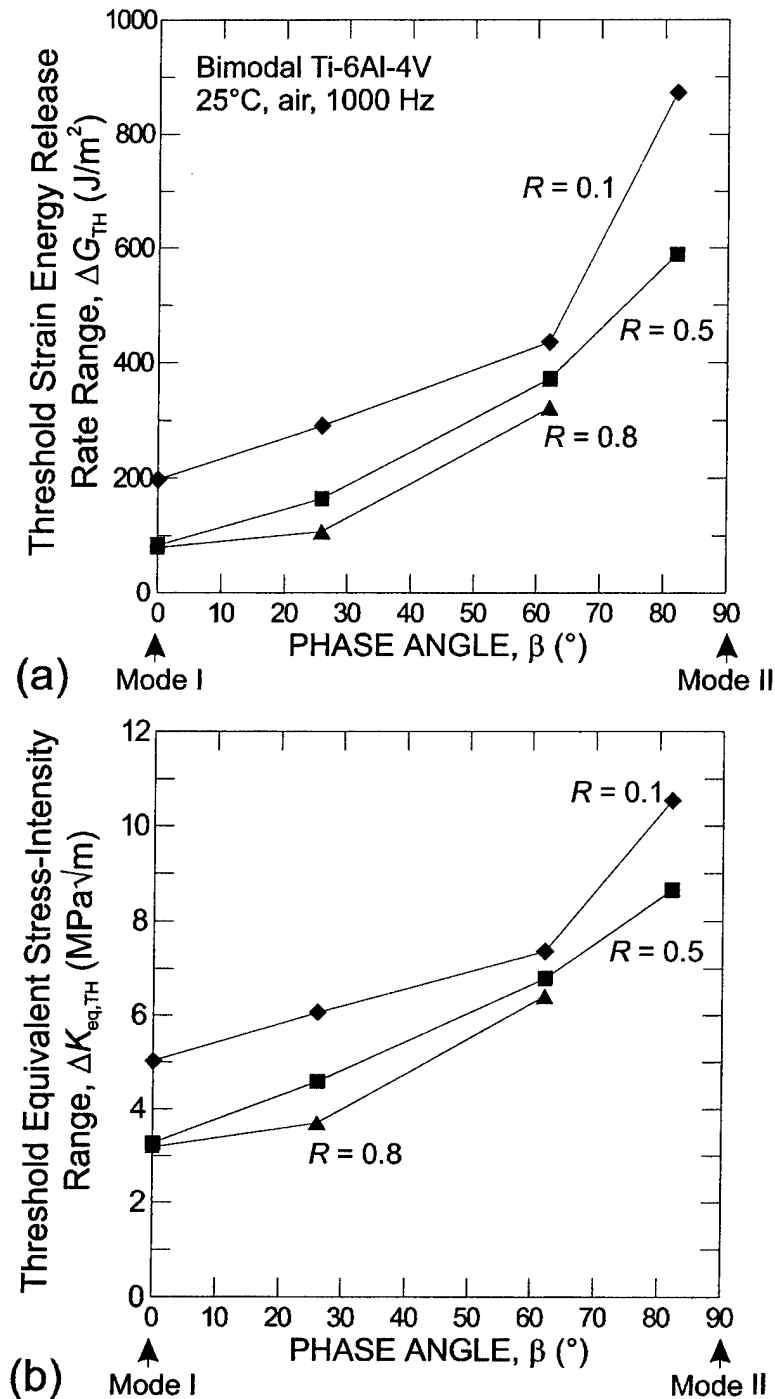 1000
800
600
400
200
0
Threshold Strain Energy Release
Rate Range, ΔG_TH (J/m²)
Bimodal Ti-6Al-4V
25°C, air, 1000 Hz
R = 0.1
R = 0.5
R = 0.8
0 10 20 30 40 50 60 70 80 90
PHASE ANGLE, β (°)
(a)
Mode I
Mode II
12
10
8
6
4
2
0
Threshold Equivalent Stress-Intensity
Range, ΔK_eq,TH (MPa√m)
R = 0.1
R = 0.5
R = 0.8
0 10 20 30 40 50 60 70 80 90
PHASE ANGLE, β (°)
(b)
Mode I
Mode II